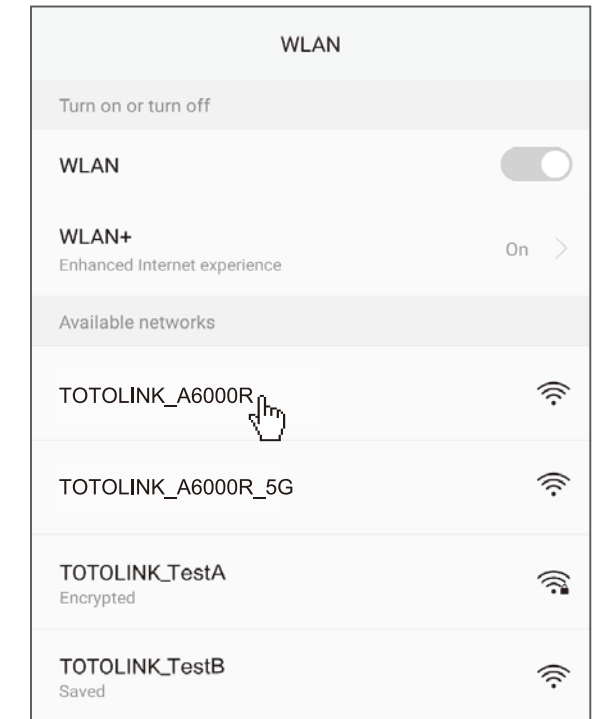 WLAN
Turn on or turn off
WLAN
WLAN+
Enhanced Internet experience
On
Available networks
TOTOLINK_A6000R
TOTOLINK_A6000R_5G
TOTOLINK_TestA
Encrypted
TOTOLINK_TestB
Saved